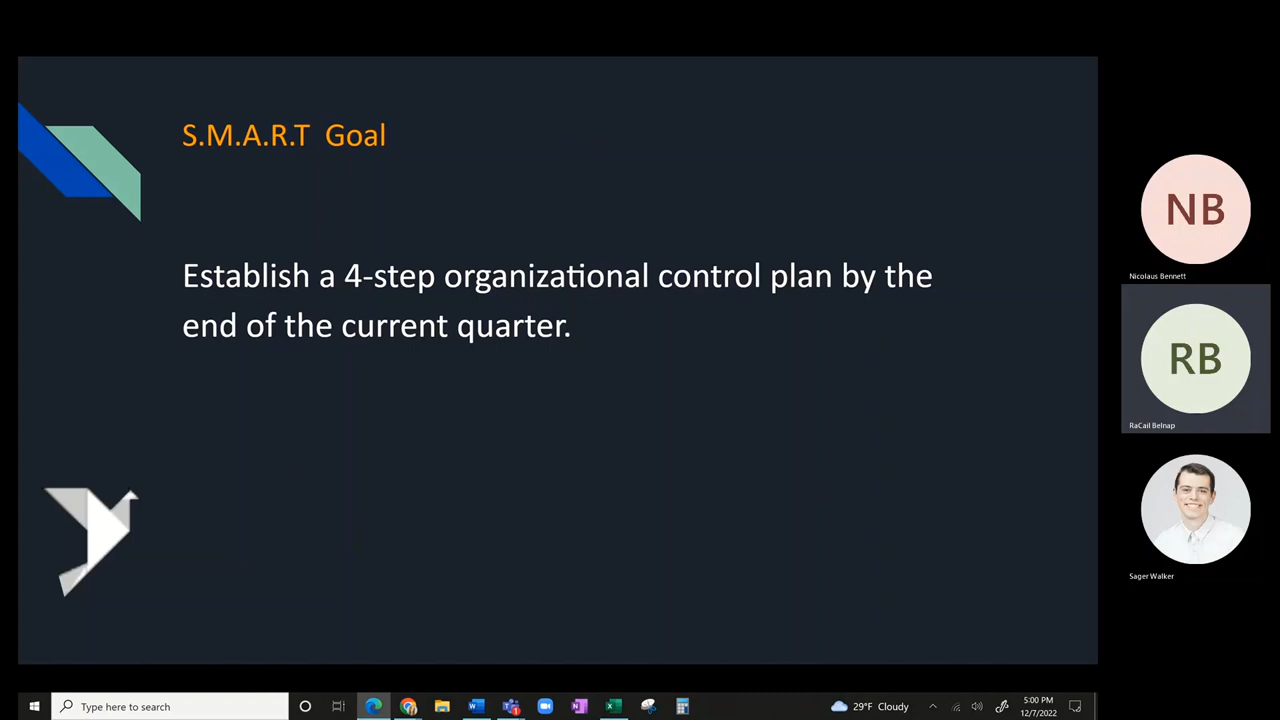 S.M.A.R.T Goal
Establish a 4-step organizational control plan by the
end of the current quarter.
NB
Nicolaus Bennett
RB
RaCail Belnap
Sager Walker
Type here to search
29°F Cloudy
5:00 PM
12/7/2022